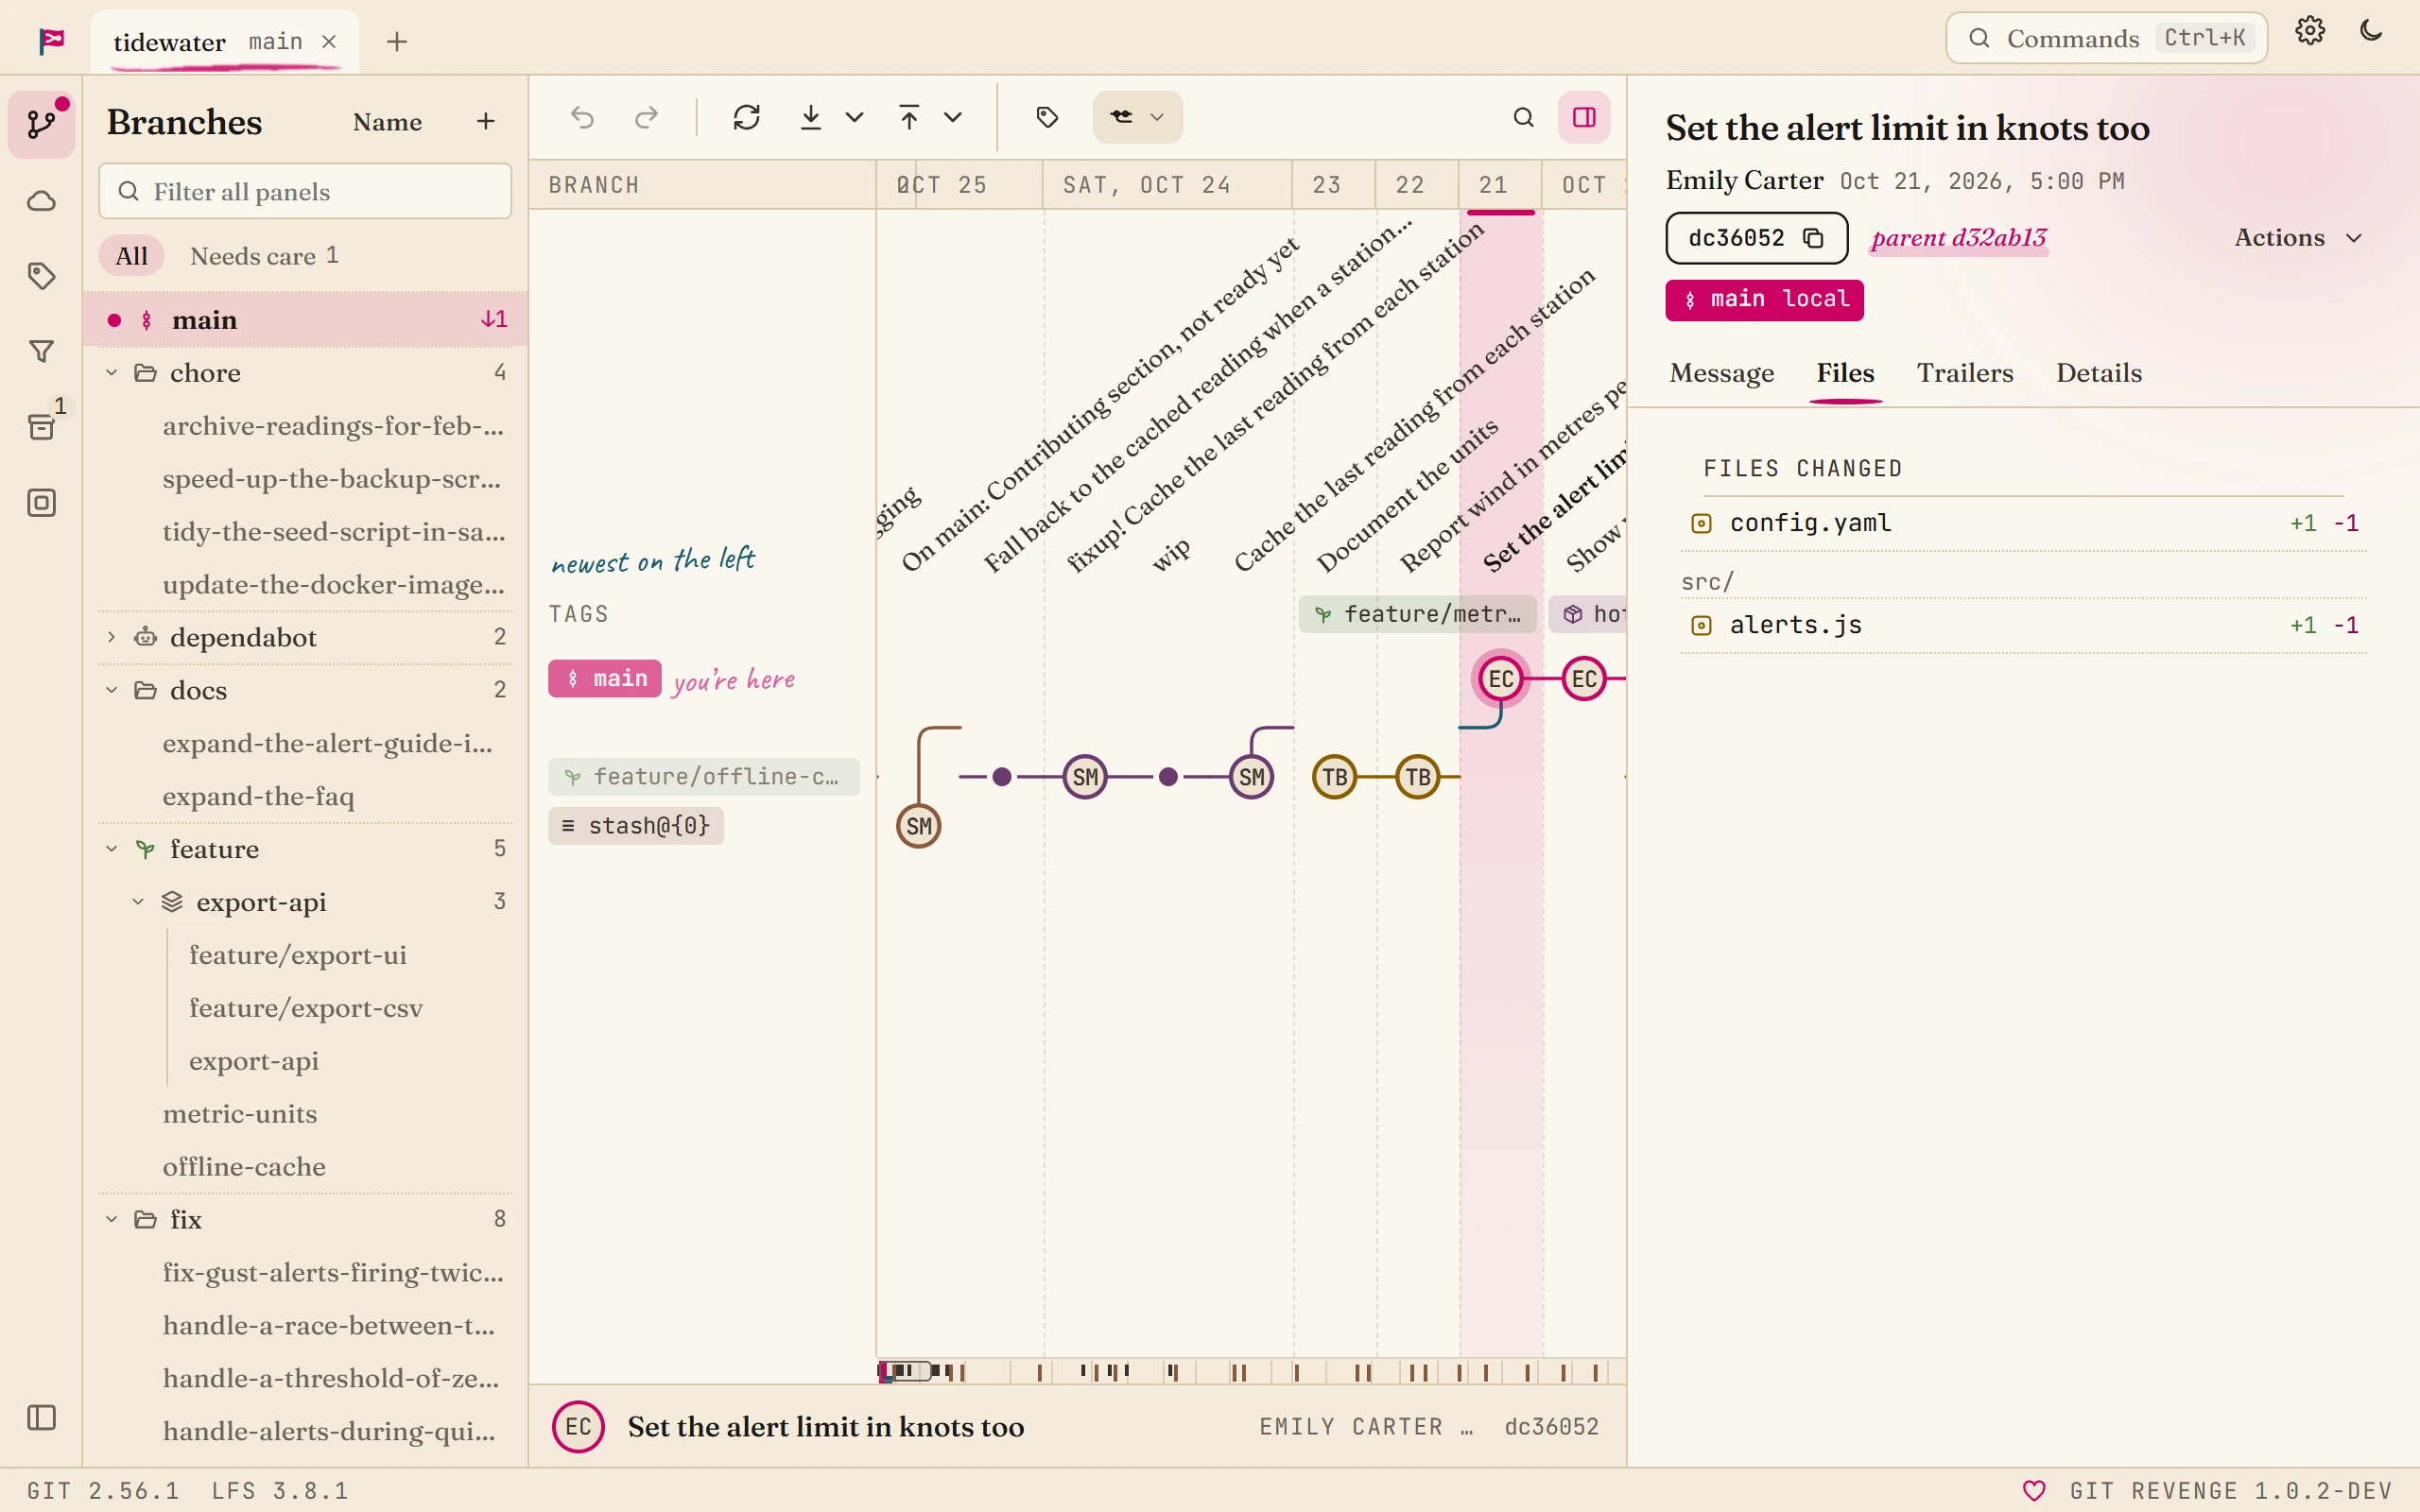 tidewater main
Commands Ctrl+K
Branches Name
Filter all panels
All Needs care 1
main ↓1
chore 4
archive-readings-for-feb-...
speed-up-the-backup-scr...
tidy-the-seed-script-in-sa...
update-the-docker-image...
dependabot 2
docs 2
expand-the-alert-guide-i...
expand-the-faq
feature 5
export-api 3
feature/export-ui
feature/export-csv
export-api
metric-units
offline-cache
fix 8
fix-gust-alerts-firing-twic...
handle-a-race-between-t...
handle-a-threshold-of-ze...
handle-alerts-during-qui...
1
BRANCH
OCT 25 SAT, OCT 24 23 22 21 OCT
On main: Contributing section, not ready yet
Fall back to the cached reading when a station...
fixup! Cache the last reading from each station
wip
Cache the last reading from each station
Document the units
Report wind in metres pe
Set the alert lim
Show
newest on the left
TAGS
feature/metr...
main you're here
EC EC
feature/offline-c...
SM SM TB TB
stash@{0}
SM
EC Set the alert limit in knots too EMILY CARTER … dc36052
Set the alert limit in knots too
Emily Carter Oct 21, 2026, 5:00 PM
dc36052 parent d32ab13 Actions
main local
Message Files Trailers Details
FILES CHANGED
config.yaml +1 -1
src/
alerts.js +1 -1
GIT 2.56.1 LFS 3.8.1
GIT REVENGE 1.0.2-DEV